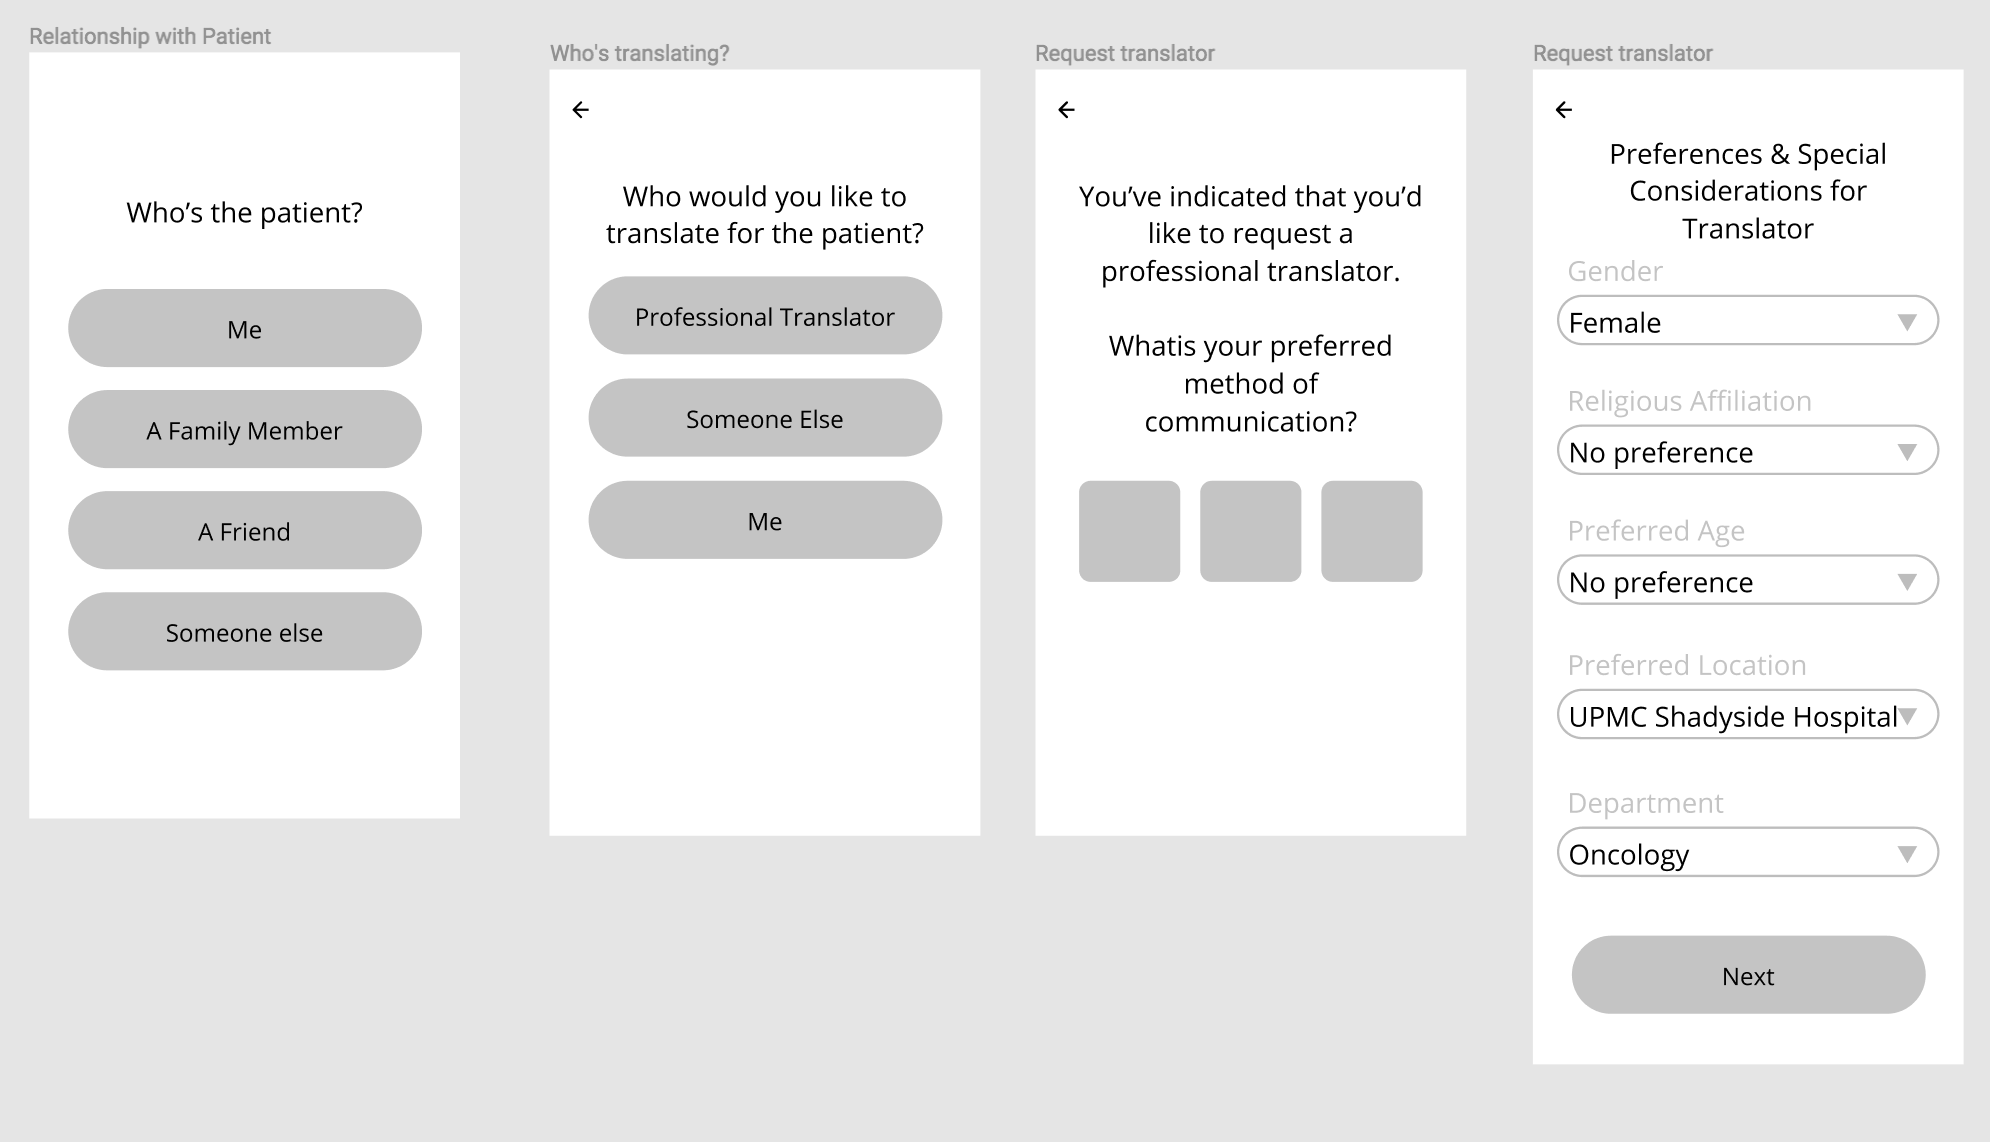 Relationship with Patient
Who’s the patient?
Me
A Family Member
A Friend
Someone else
Who's translating?
Who would you like to
translate for the patient?
Professional Translator
Someone Else
Me
Request translator
You’ve indicated that you’d
like to request a
professional translator.
Whatis your preferred
method of
communication?
Request translator
Preferences & Special
Considerations for
Translator
Gender
Female
Religious Affiliation
No preference
Preferred Age
No preference
Preferred Location
UPMC Shadyside Hospital
Department
Oncology
Next